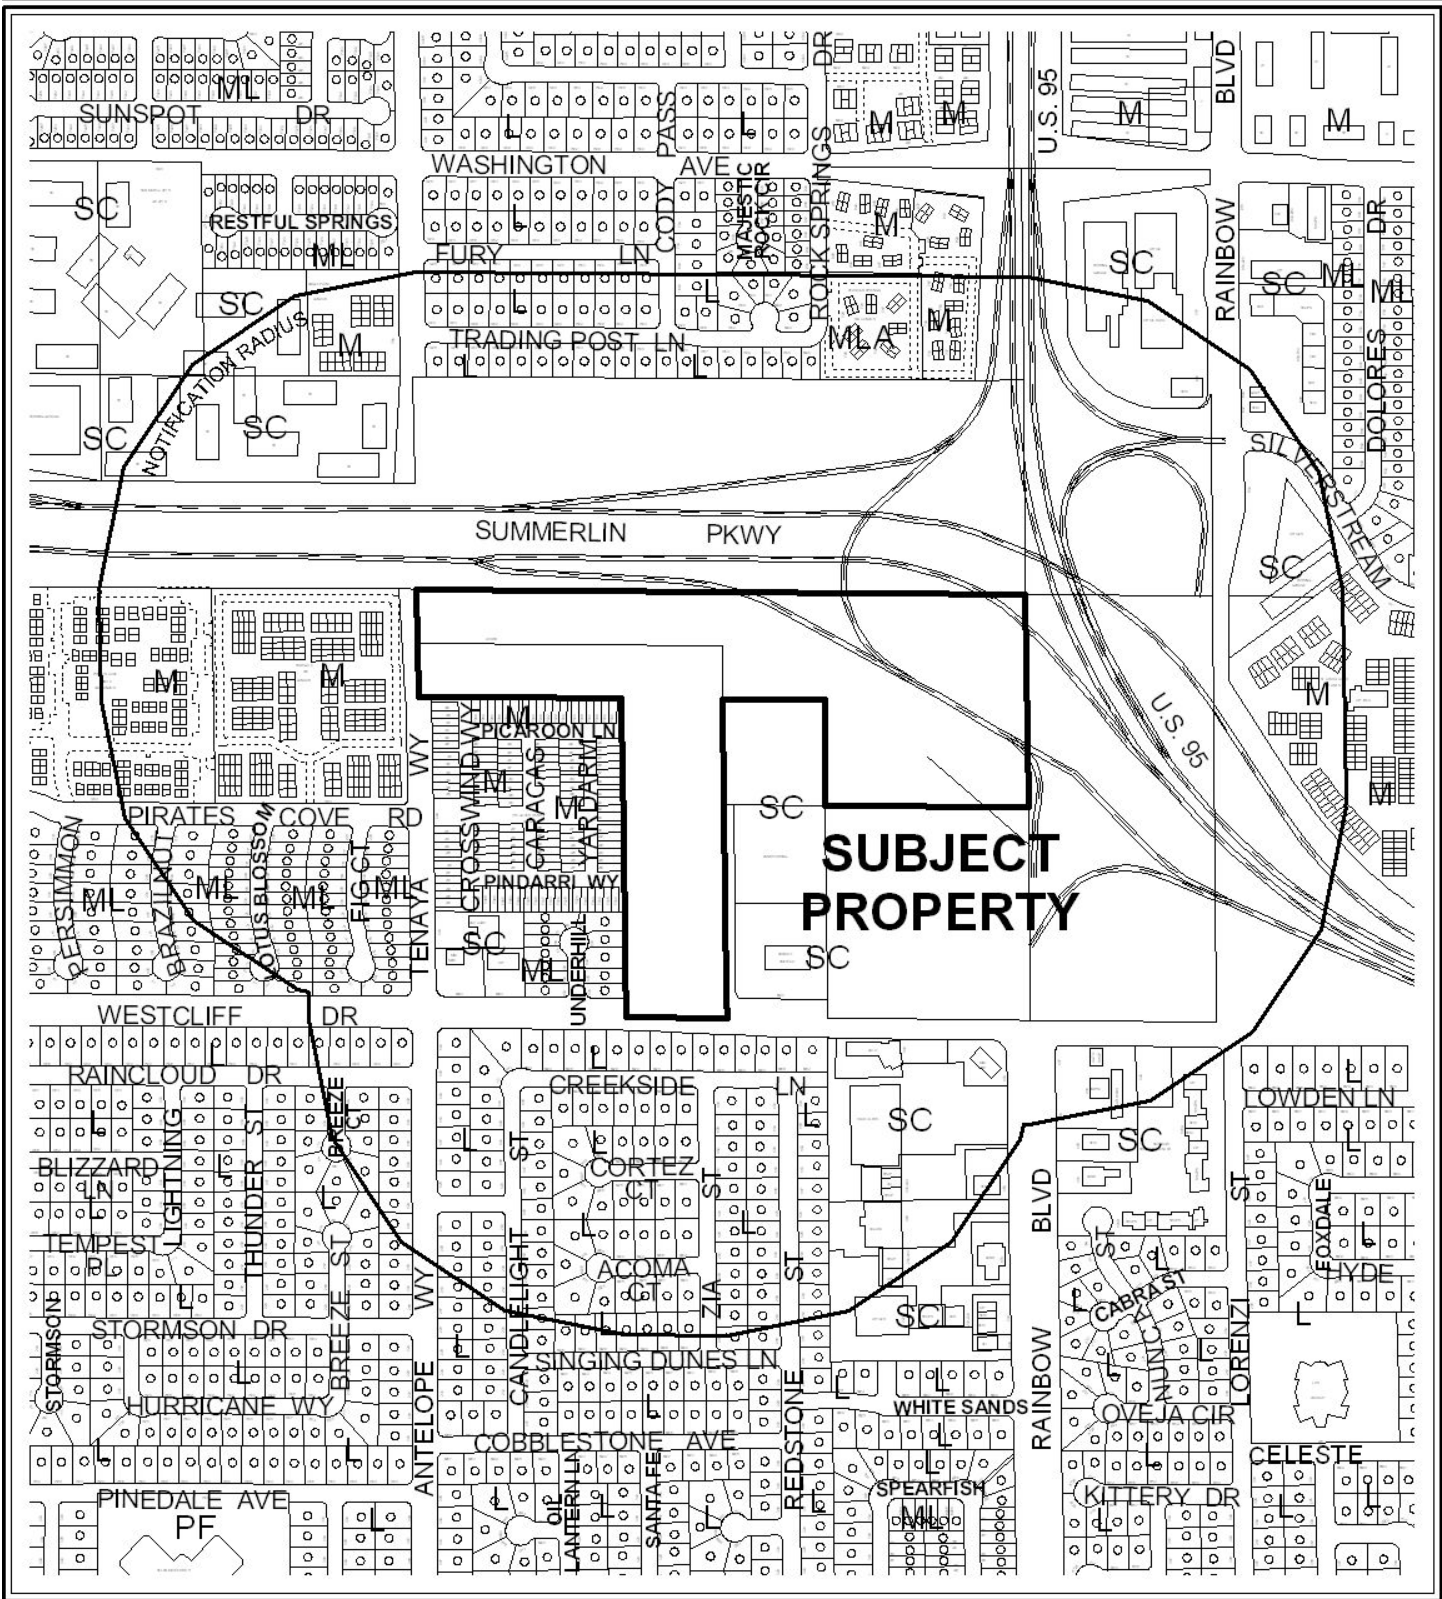 ML
SUNSPOT DR
L
L
PASS
DR
M
M
U.S. 95
M
BLVD
M
WASHINGTON AVE
SC
RESTFUL SPRINGS
ML
L
CODY
MAJESTIC
ROCK CIR
ROCK SPRINGS
M
SC
RAINBOW
SC
ML
DR
ML
FURY LN
SC
NOTIFICATION RADIUS
M
L
L
MLA
M
TRADING POST LN
L
L
DOLORES
SC
SC
SILVERSTREAM
SUMMERLIN PKWY
SC
M
M
M
U.S. 95
M
M
PICAROON LN
M
M
CROSSWIND WY
CARAGAS
YARDARM
WY
SC
PIRATES COVE RD
SUBJECT
PROPERTY
PERSIMMON
ML
BRAZILNUT
ML
LOTUS BLOSSOM
ML
FIG CT
ML
TENAYA
PINDARRI WY
SC
ML
UNDERHILL
SC
WESTCLIFF DR
L
RAINCLOUD DR
L
CREEKSIDE LN
L
L
LOWDEN LN
L
LIGHTNING
THUNDER ST
BREEZE
CT
L
ST
L
CORTEZ
CT
ST
SC
SC
L
BLIZZARD
LN
L
L
L
L
L
BLVD
ST
FOXDALE
L
TEMPEST
PL
L
BREEZE ST
WY
CANDLELIGHT
ACOMA
CT
ZIA
ST
ST
L
HYDE
STORMSON
STORMSON DR
L
L
L
SC
L
CABRA ST
L
NUNCA
L
L
LORENZI
SINGING DUNES LN
L
HURRICANE WY
ANTELOPE
L
REDSTONE
L
L
WHITE SANDS
RAINBOW
OVEJA CIR
L
L
COBBLESTONE AVE
L
L
CELESTE
PINEDALE AVE
PF
L
L
LANTERN LN
L
SANTA FE
L
L
SPEARFISH
ML
KITTERY DR
L
L
L